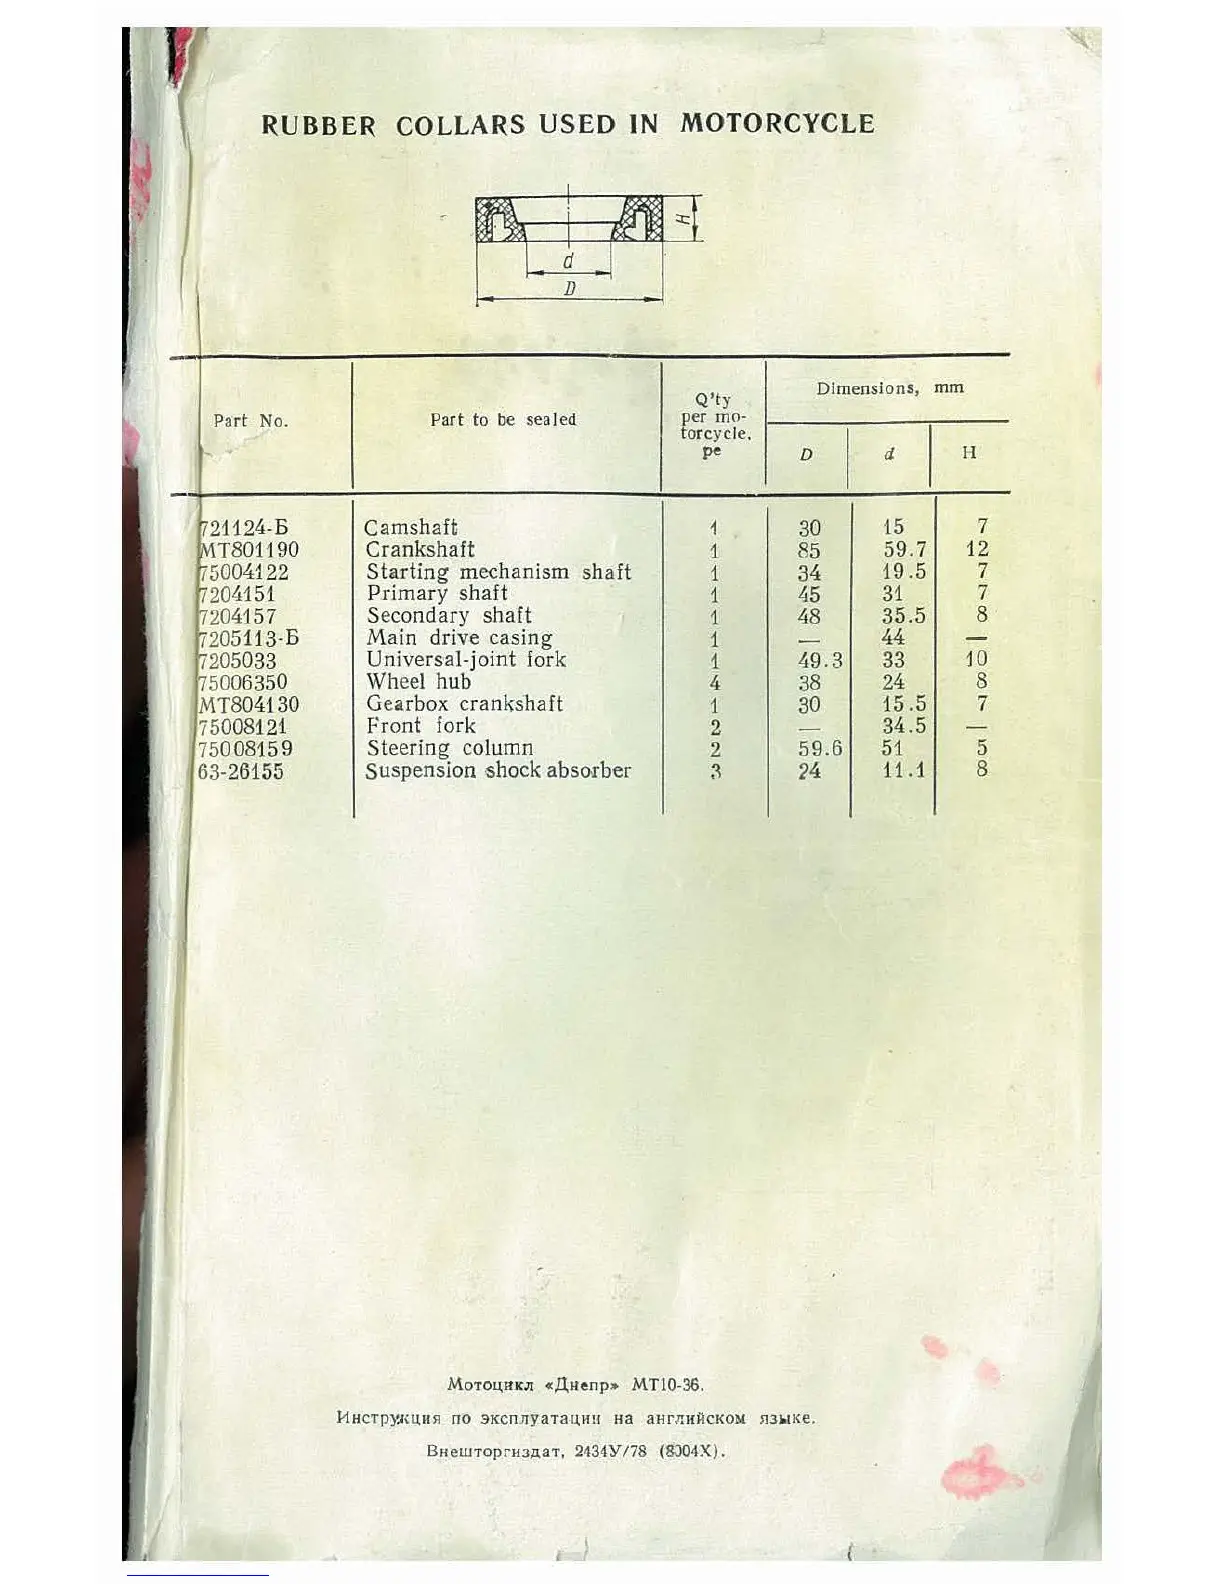 RUBBER COLLARS USED IN MOTORCYCLE
H
d
D
Part No.
Part to be sealed
Q'ty
per mo-
torcycle.
pe
Dimensions, mm
D
d
H
721124-Б Camshaft 1 30 15 7
МТ801190 Crankshaft 1 85 59.7 12
75004122 Starting mechanism shaft 1 34 19.5 7
7204151 Primary shaft 1 45 31 7
7204157 Secondary shaft 1 48 35.5 8
7205113-Б Main drive casing 1 — 44 —
7205033 Universal-joint fork 1 49.3 33 10
75006350 Wheel hub 4 38 24 8
МТ804130 Gearbox crankshaft 1 30 15.5 7
75008121 Front fork 2 — 34.5 —
75008159 Steering column 2 59.6 51 5
63-26155 Suspension shock absorber 3 24 11.1 8
Мотоцикл «Днепр» МТ10-36.
Инструкция по эксплуатации на английском языке.
Внешторгиздат, 2434У/78 (8004Х).